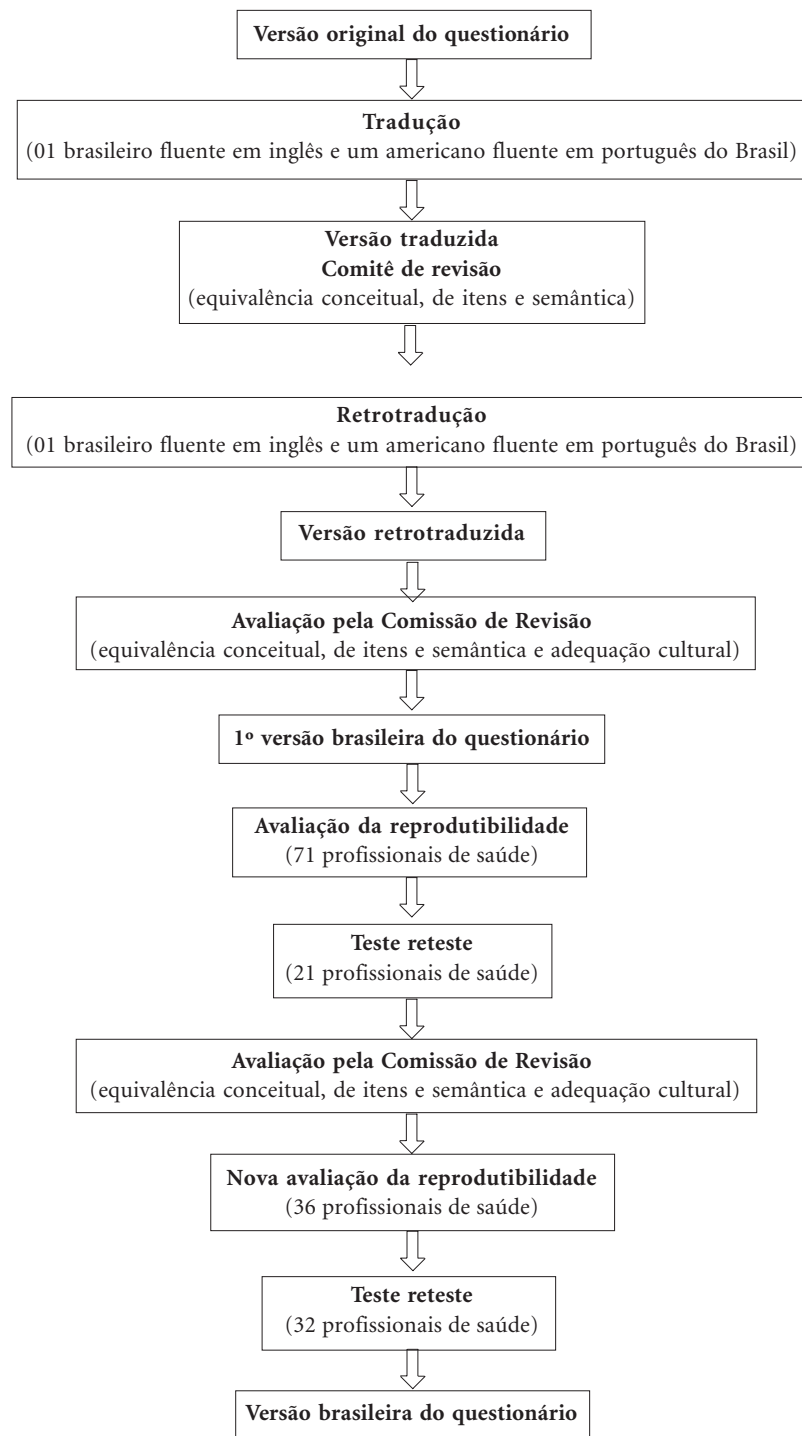 Versão original do questionário
Tradução
(01 brasileiro fluente em inglês e um americano fluente em português do Brasil)
Versão traduzida
Comitê de revisão
(equivalência conceitual, de itens e semântica)
Retrotradução
(01 brasileiro fluente em inglês e um americano fluente em português do Brasil)
Versão retrotraduzida
Avaliação pela Comissão de Revisão
(equivalência conceitual, de itens e semântica e adequação cultural)
1º versão brasileira do questionário
Avaliação da reprodutibilidade
(71 profissionais de saúde)
Teste reteste
(21 profissionais de saúde)
Avaliação pela Comissão de Revisão
(equivalência conceitual, de itens e semântica e adequação cultural)
Nova avaliação da reprodutibilidade
(36 profissionais de saúde)
Teste reteste
(32 profissionais de saúde)
Versão brasileira do questionário